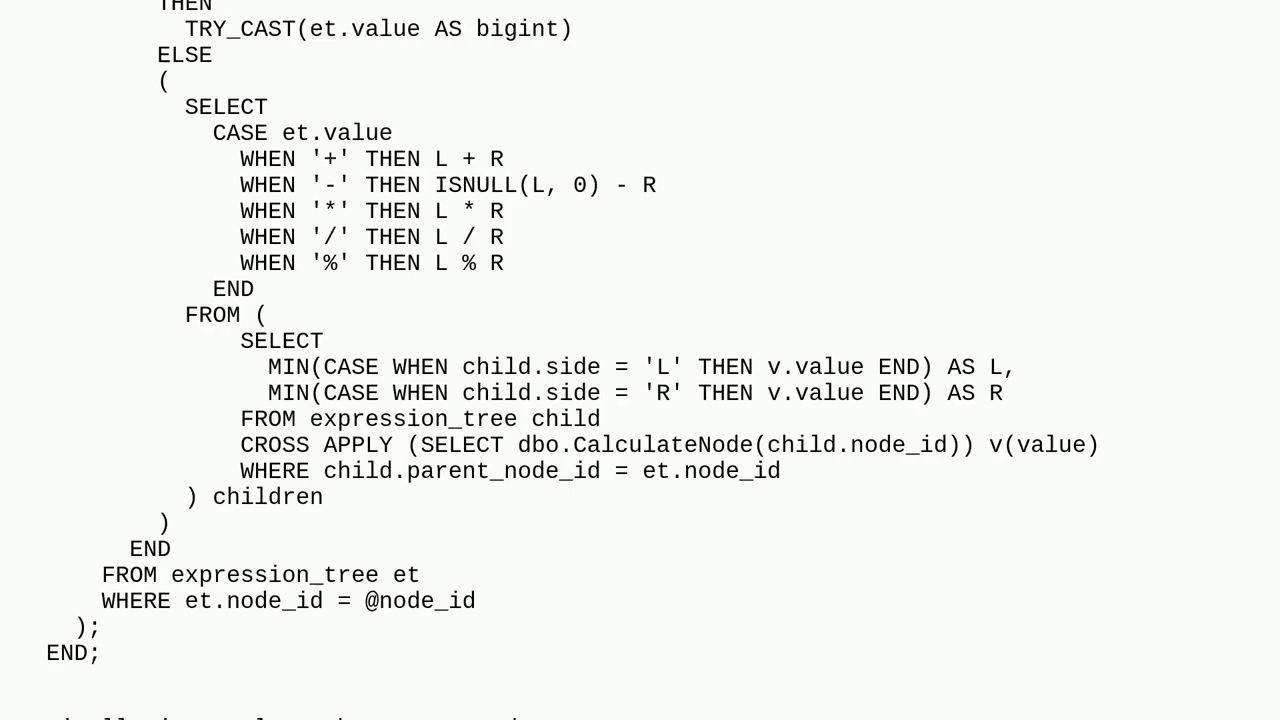 THEN
TRY_CAST(et.value AS bigint)
ELSE
(
SELECT
CASE et.value
WHEN '+' THEN L + R
WHEN '-' THEN ISNULL(L, 0) - R
WHEN '*' THEN L * R
WHEN '/' THEN L / R
WHEN '%' THEN L % R
END
FROM (
SELECT
MIN(CASE WHEN child.side = 'L' THEN v.value END) AS L,
MIN(CASE WHEN child.side = 'R' THEN v.value END) AS R
FROM expression_tree child
CROSS APPLY (SELECT dbo.CalculateNode(child.node_id)) v(value)
WHERE child.parent_node_id = et.node_id
) children
)
END
FROM expression_tree et
WHERE et.node_id = @node_id
);
END;